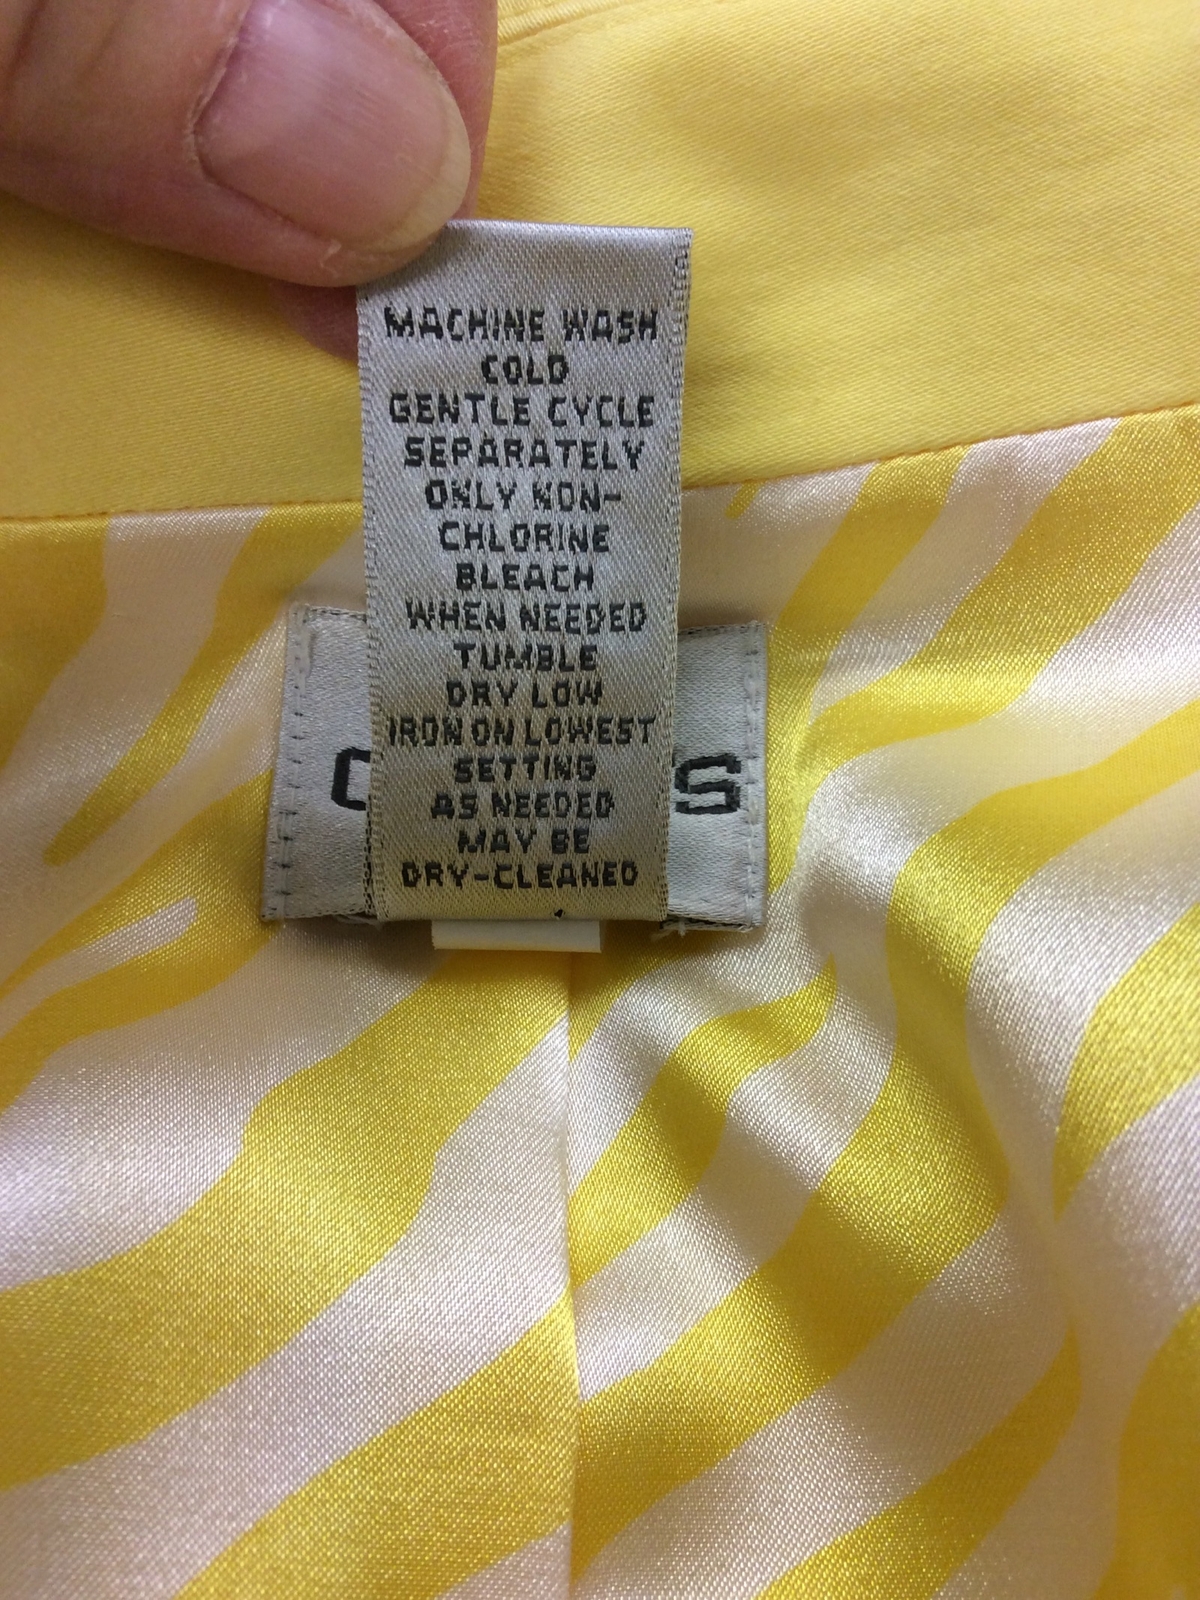 MACHINE WASH
COLD
GENTLE CYCLE
SEPARATELY
ONLY NON-
CHLORINE
BLEACH
WHEN NEEDED
TUMBLE
DRY LOW
IRON ON LOWEST
SETTING
AS NEEDED
MAY BE
DRY-CLEANED